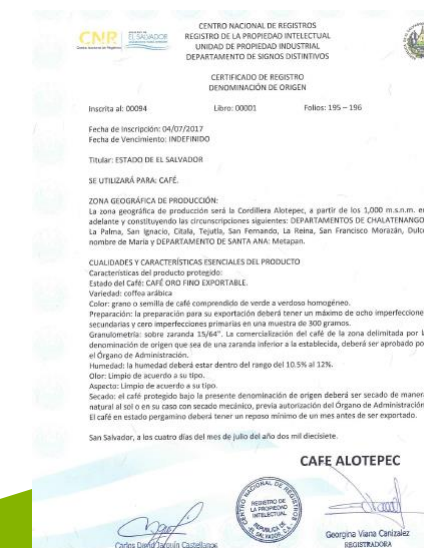 CENTRO NACIONAL DE REGISTROS
REGISTRO DE LA PROPIEDAD INTELECTUAL
UNIDAD DE PROPIEDAD INDUSTRIAL
DEPARTAMENTO DE SIGNOS DISTINTIVOS
CNR
EL SALVADOR
CERTIFICADO DE REGISTRO
DENOMINACIÓN DE ORIGEN
Inscrita al: 00094 Libro: 00001 Folios: 195 – 196
Fecha de Inscripción: 04/07/2017
Fecha de Vencimiento: INDEFINIDO
Titular: ESTADO DE EL SALVADOR
SE UTILIZARÁ PARA: CAFÉ.
ZONA GEOGRÁFICA DE PRODUCCIÓN:
La zona geográfica de producción será la Cordillera Alotepec, a partir de los 1,000 m.s.n.m. en
adelante y constituyendo las circunscripciones siguientes: DEPARTAMENTOS DE CHALATENANGO
La Palma, San Ignacio, Citala, Tejutla, San Fernando, La Reina, San Francisco Morazán, Dulce
nombre de María y DEPARTAMENTO DE SANTA ANA: Metapan.
CUALIDADES Y CARACTERÍSTICAS ESENCIALES DEL PRODUCTO
Características del producto protegido:
Estado del Café: CAFÉ ORO FINO EXPORTABLE.
Variedad: coffea arábica
Color: grano o semilla de café comprendido de verde a verdoso homogéneo.
Preparación: la preparación para su exportación deberá tener un máximo de ocho imperfeccione
secundarias y cero imperfecciones primarias en una muestra de 300 gramos.
Granulometría: sobre zaranda 15/64". La comercialización del café de la zona delimitada por l
denominación de origen que sea de una zaranda inferior a la establecida, deberá ser aprobado por
el Órgano de Administración.
Humedad: la humedad deberá estar dentro del rango del 10.5% al 12%.
Olor: Limpio de acuerdo a su tipo.
Aspecto: Limpio de acuerdo a su tipo.
Secado: el café protegido bajo la presente denominación de origen deberá ser secado de manera
natural al sol o en su caso con secado mecánico, previa autorización del Órgano de Administración
El café en estado pergamino deberá tener un reposo mínimo de un mes antes de ser exportado.
San Salvador, a los cuatro días del mes de julio del año dos mil diecisiete.
CAFE ALOTEPEC
CENTRO NACIONAL DE REGISTROS
REGISTRO DE
LA PROPIEDAD
INTELECTUAL
Georgina Viana Canizalez
REGISTRADORA